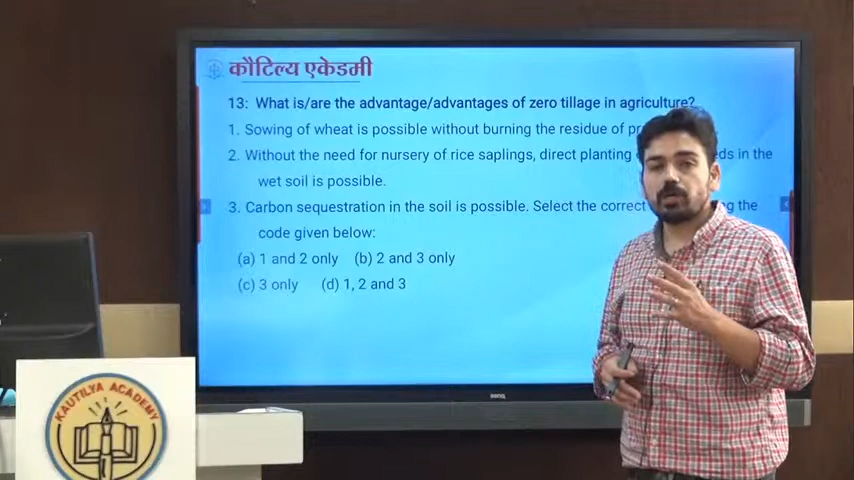 कौटिल्य एकेडमी
13: What is/are the advantage/advantages of zero tillage in agriculture?
1. Sowing of wheat is possible without burning the residue of
2. Without the need for nursery of rice saplings, direct planting in the
wet soil is possible.
3. Carbon sequestration in the soil is possible. Select the correct the
code given below:
(a) 1 and 2 only (b) 2 and 3 only
(c) 3 only (d) 1, 2 and 3
BENQ
KAUTILYA ACADEMY